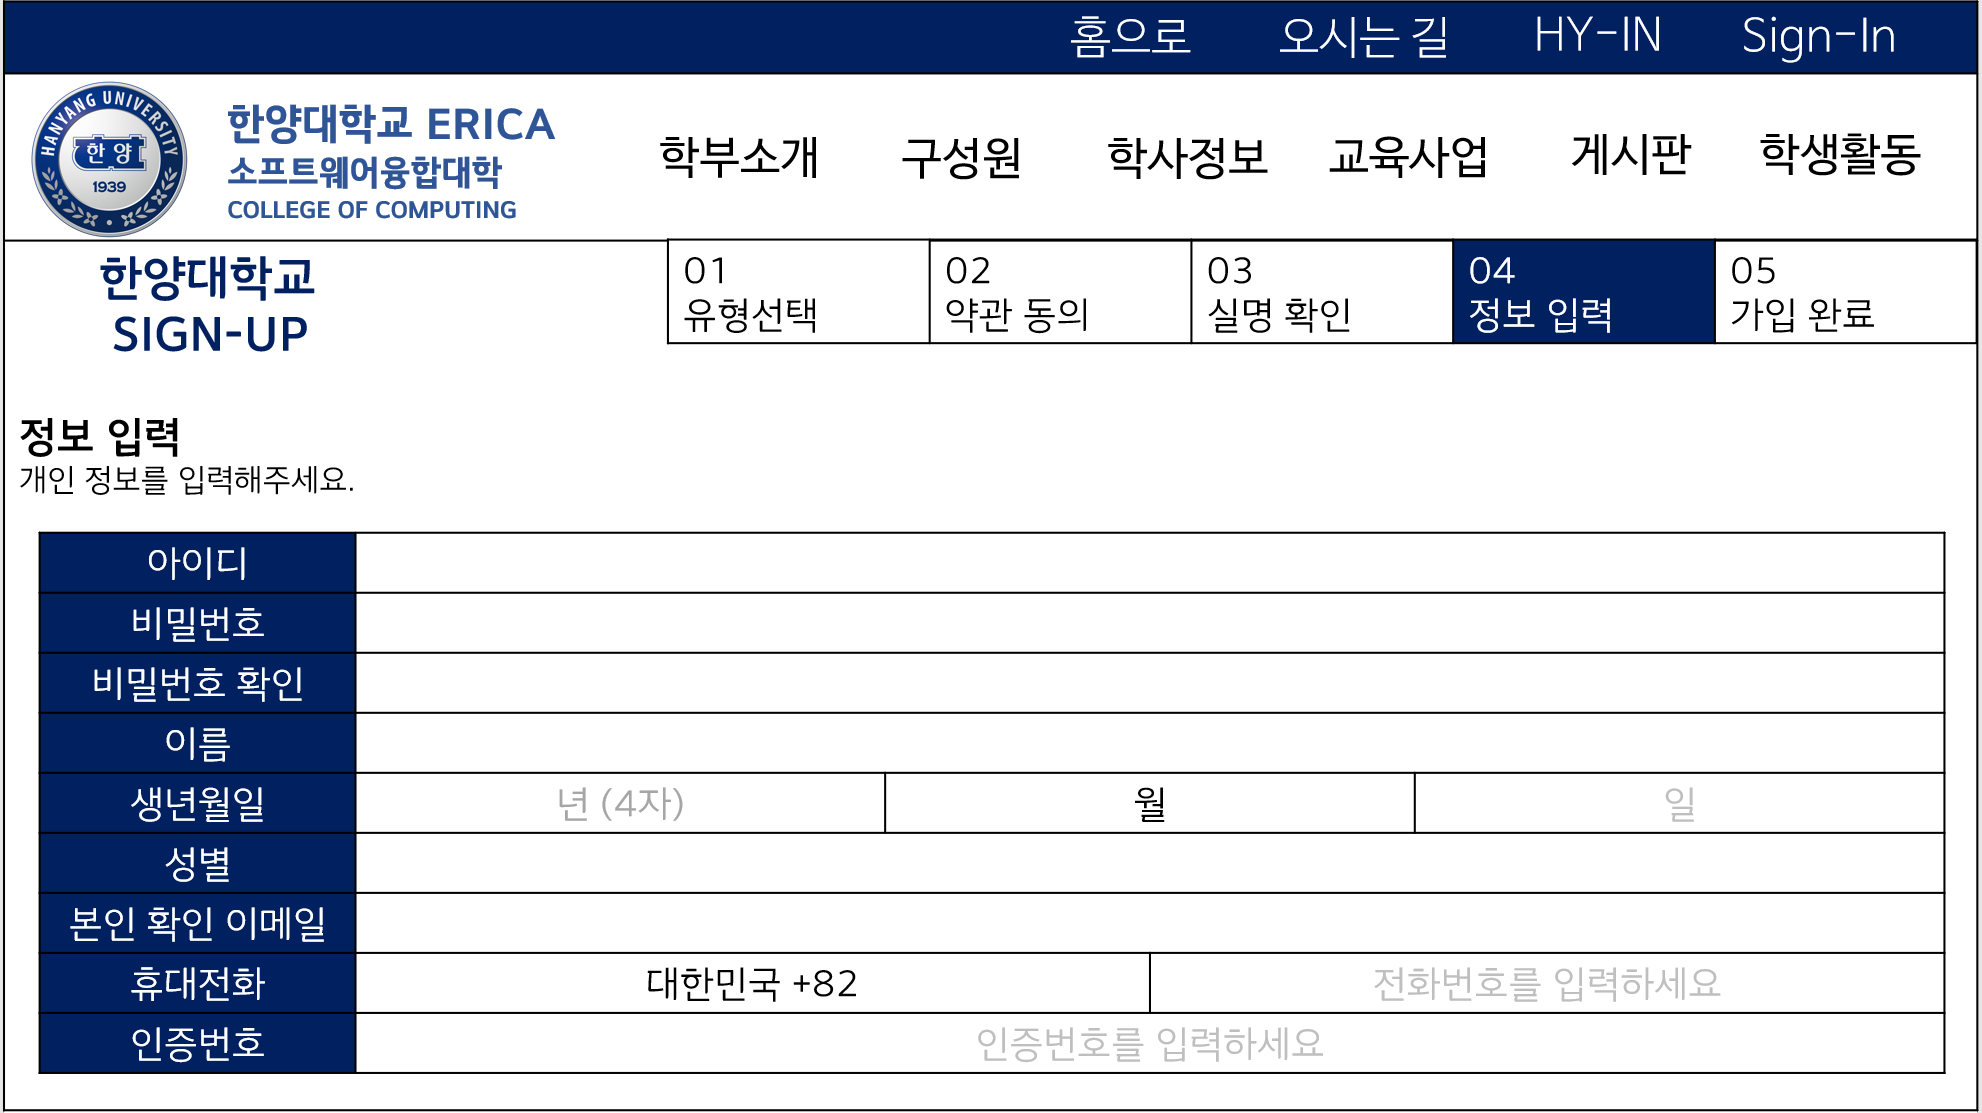 홈으로 오시는 길 HY-IN Sign-In
HANYANG UNIVERSITY
한양
1939
한양대학교 ERICA
소프트웨어융합대학
COLLEGE OF COMPUTING
학부소개 구성원 학사정보 교육사업 게시판 학생활동
한양대학교
SIGN-UP
01
유형선택
02
약관 동의
03
실명 확인
04
정보 입력
05
가입 완료
정보 입력
개인 정보를 입력해주세요.
아이디
비밀번호
비밀번호 확인
이름
생년월일 년 (4자) 월 일
성별
본인 확인 이메일
휴대전화 대한민국 +82 전화번호를 입력하세요
인증번호 인증번호를 입력하세요